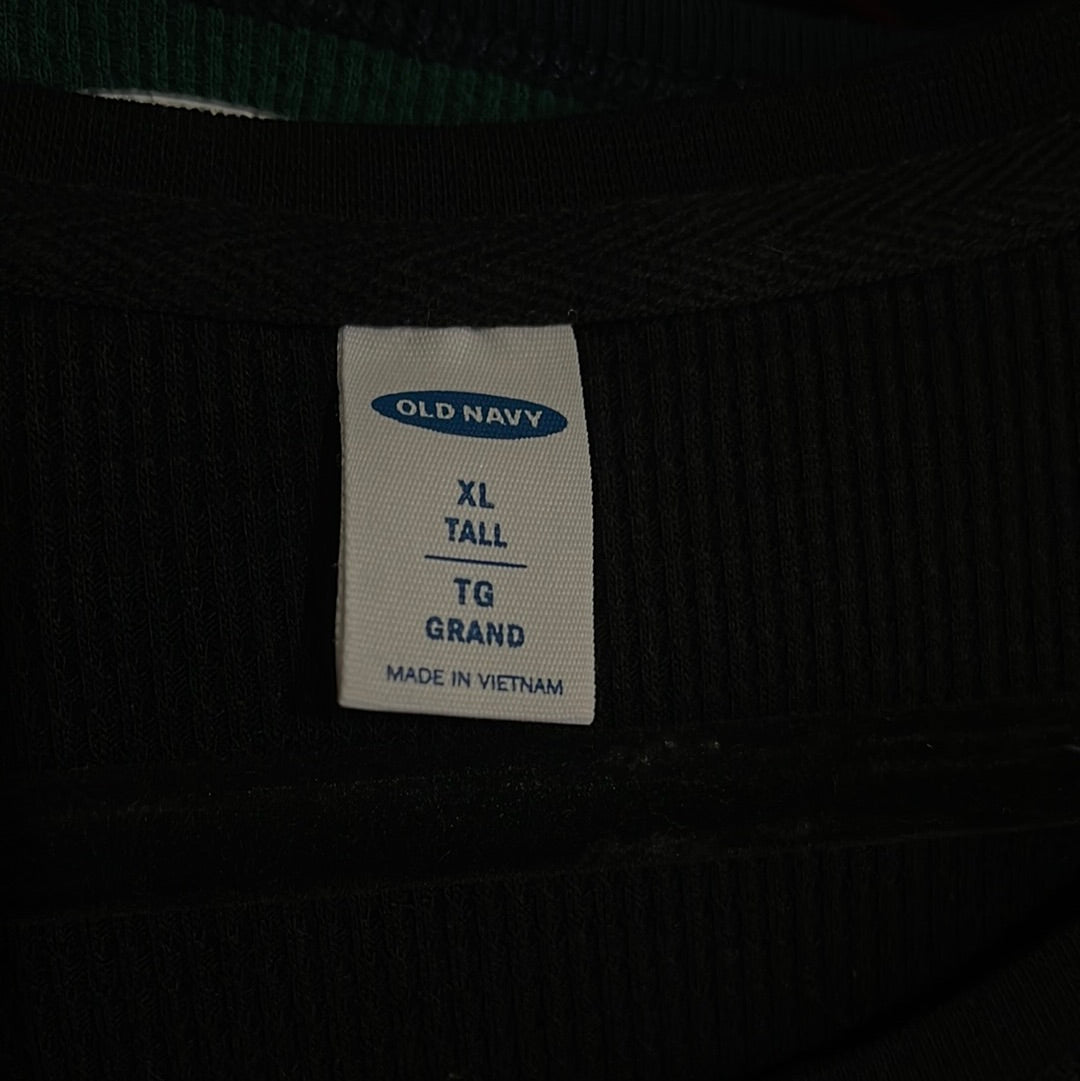 OLD NAVY
XL
TALL
TG
GRAND
MADE IN VIETNAM